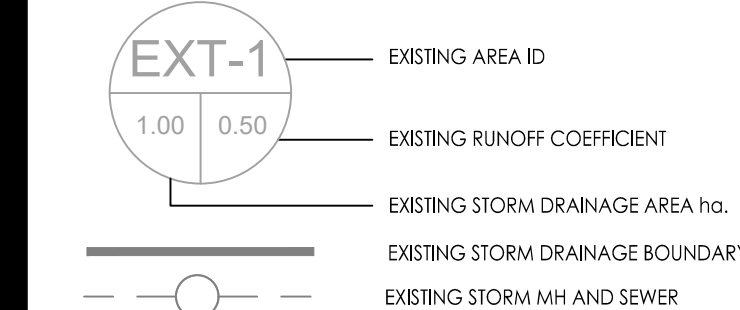 EXT-1
EXISTING AREA ID
1.00
0.50
EXISTING RUNOFF COEFFICIENT
EXISTING STORM DRAINAGE AREA ha.
EXISTING STORM DRAINAGE BOUNDARY
EXISTING STORM MH AND SEWER